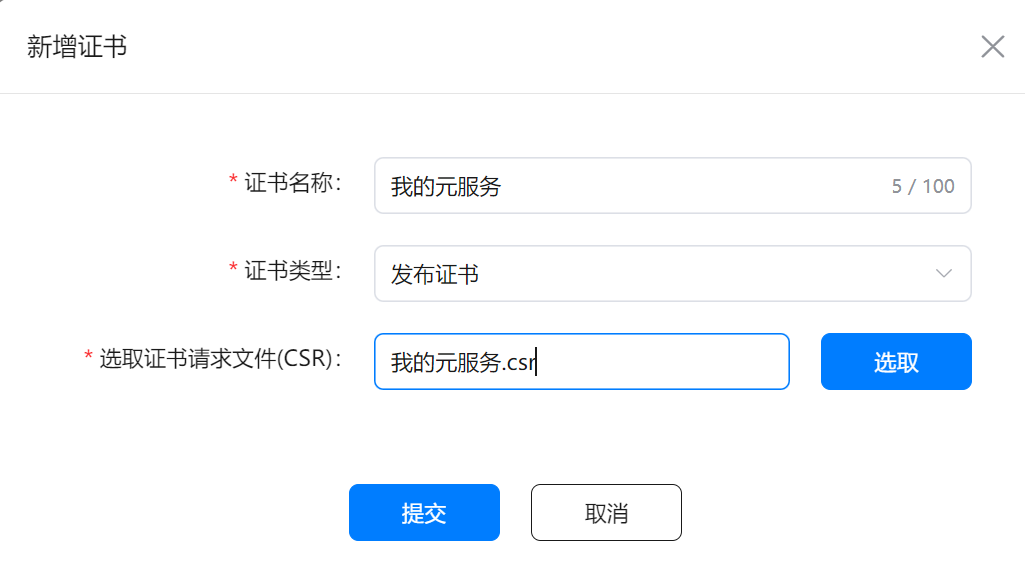 新增证书
* 证书名称: 我的元服务 5 / 100
* 证书类型: 发布证书
* 选取证书请求文件(CSR): 我的元服务.csr 选取
提交 取消